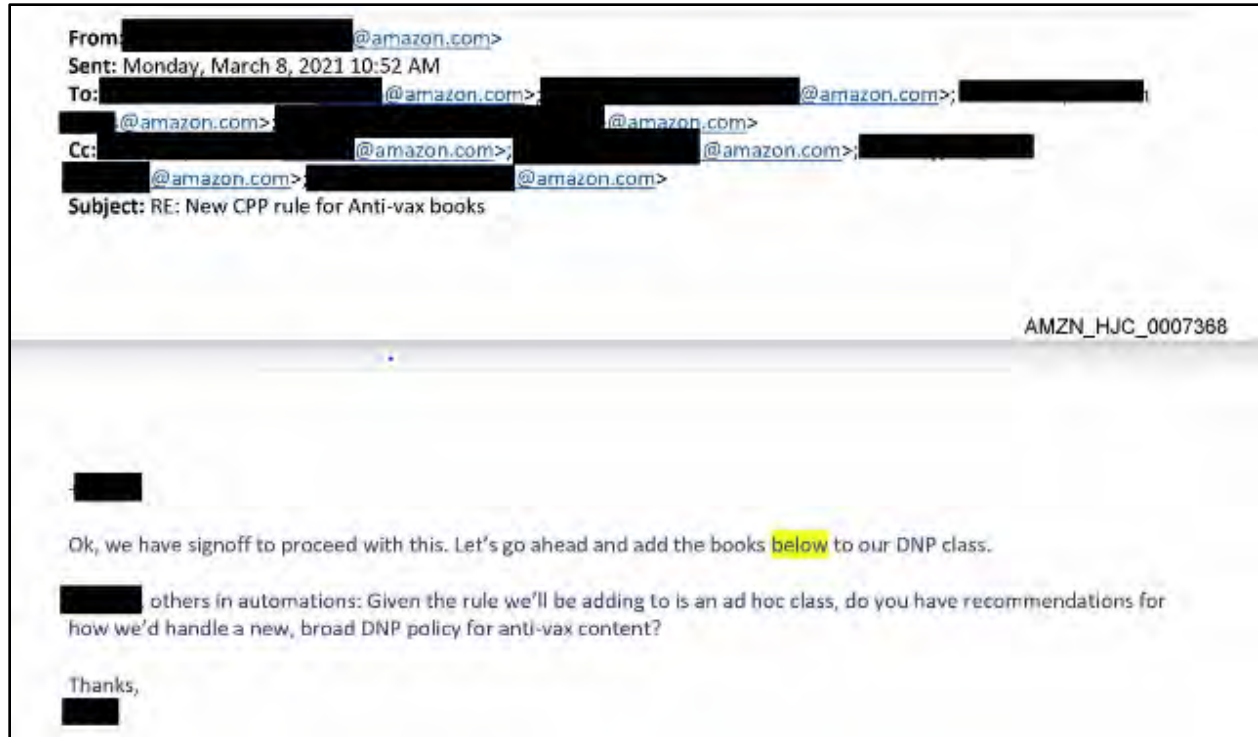 From: @amazon.com>
Sent: Monday, March 8, 2021 10:52 AM
To: @amazon.com>; @amazon.com>;
@amazon.com>; @amazon.com>
Cc: @amazon.com>; @amazon.com>;
@amazon.com>; @amazon.com>
Subject: RE: New CPP rule for Anti-vax books
AMZN_HJC_0007368
Ok, we have signoff to proceed with this. Let's go ahead and add the books below to our DNP class.
others in automations: Given the rule we'll be adding to is an ad hoc class, do you have recommendations for
how we'd handle a new, broad DNP policy for anti-vax content?
Thanks,